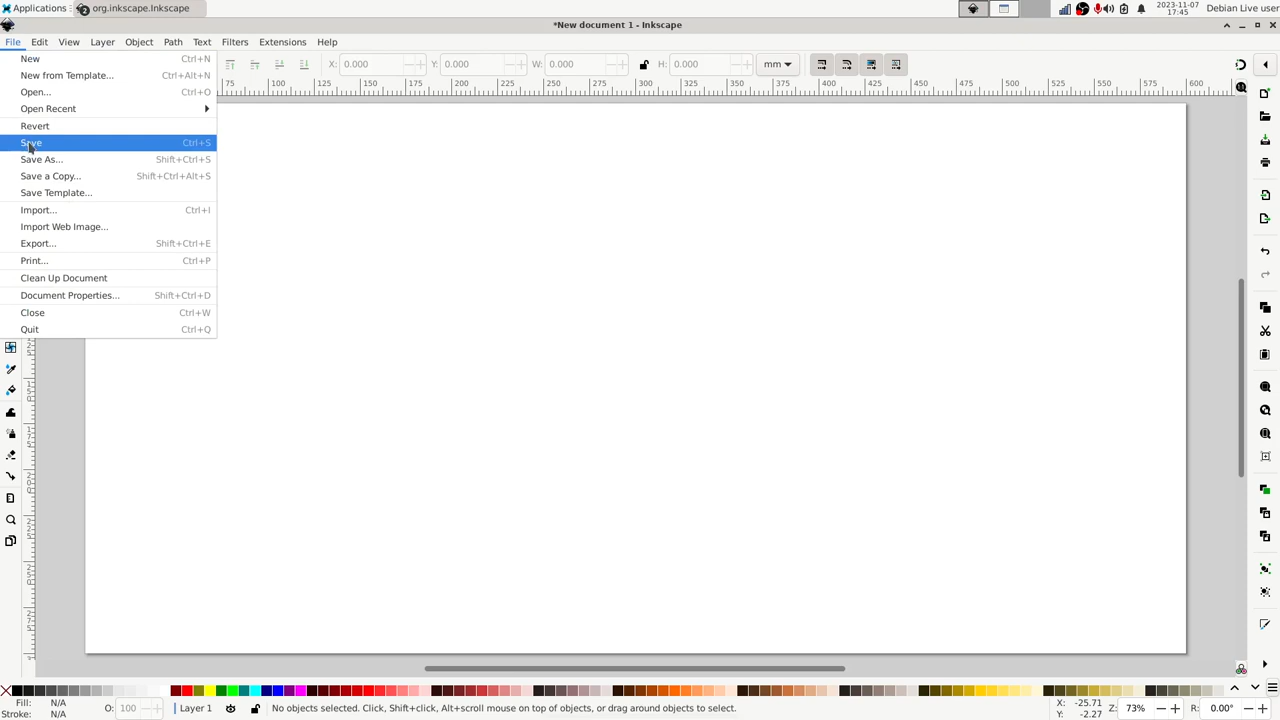 Applications
2 org.inkscape.Inkscape
2023-11-07
17:45
Debian Live user
*New document 1 - Inkscape
File Edit View Layer Object Path Text Filters Extensions Help
New Ctrl+N
New from Template... Ctrl+Alt+N
Open... Ctrl+O
Open Recent
Revert
Save Ctrl+S
Save As... Shift+Ctrl+S
Save a Copy... Shift+Ctrl+Alt+S
Save Template...
Import... Ctrl+I
Import Web Image...
Export... Shift+Ctrl+E
Print... Ctrl+P
Clean Up Document
Document Properties... Shift+Ctrl+D
Close Ctrl+W
Quit Ctrl+Q
X: 0.000 Y: 0.000 W: 0.000 H: 0.000 mm
75 100 125 150 175 200 225 250 275 300 325 350 375 400 425 450 475 500 525 550 575 600
Fill: N/A
Stroke: N/A
O: 100
Layer 1
No objects selected. Click, Shift+click, Alt+scroll mouse on top of objects, or drag around objects to select.
X: -25.71
Y: -2.27
Z: 73%
R: 0.00°